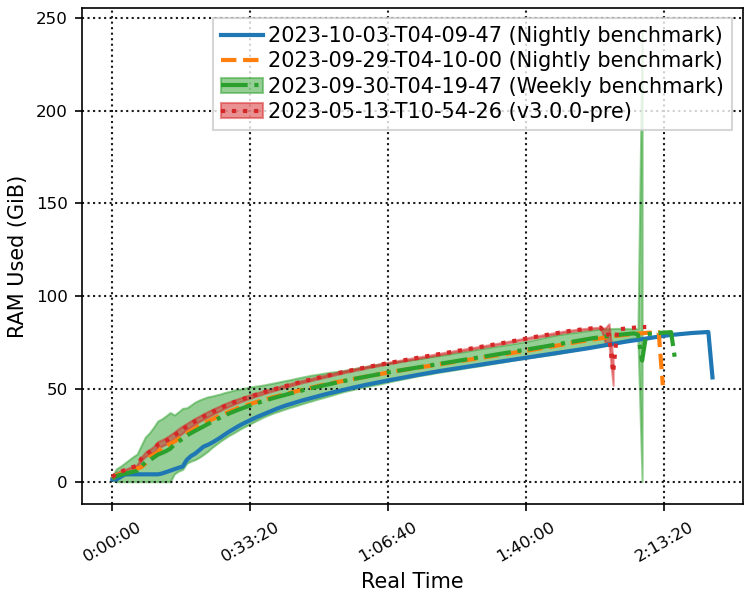 250
200
150
100
50
0
RAM Used (GiB)
2023-10-03-T04-09-47 (Nightly benchmark)
2023-09-29-T04-10-00 (Nightly benchmark)
2023-09-30-T04-19-47 (Weekly benchmark)
2023-05-13-T10-54-26 (v3.0.0-pre)
0:00:00
0:33:20
1:06:40
1:40:00
2:13:20
Real Time